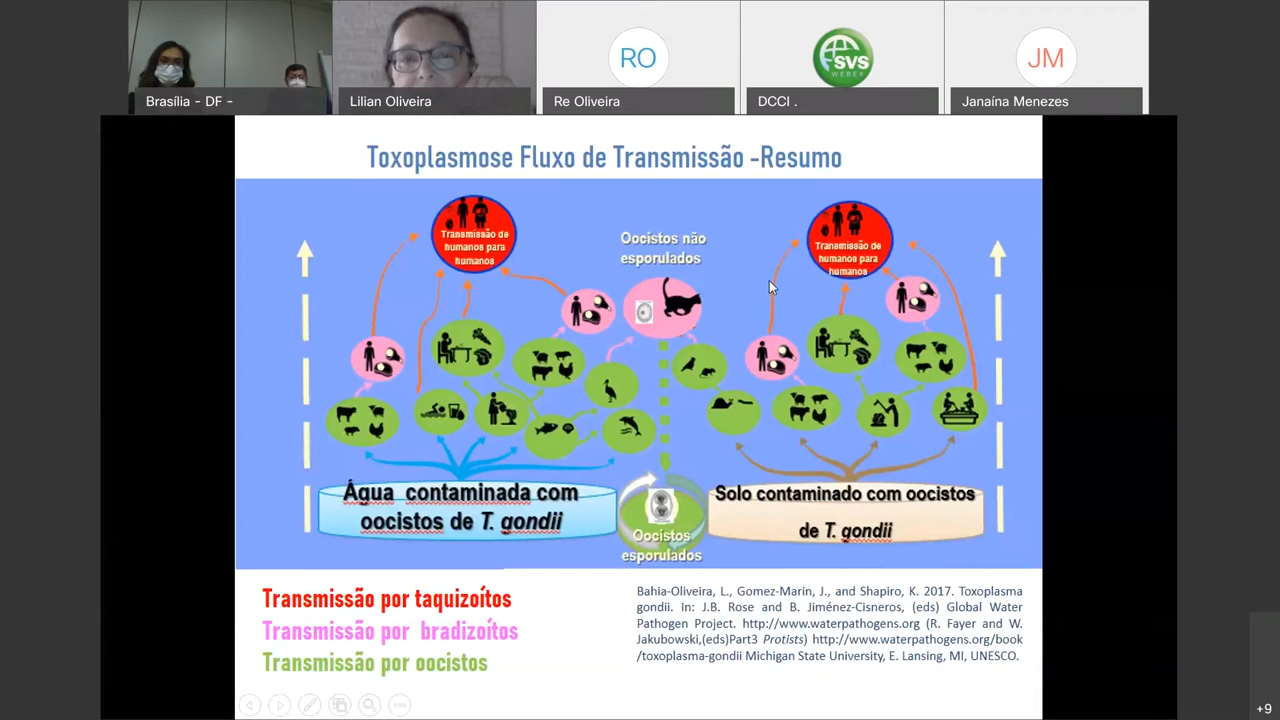 Brasília - DF -
Lilian Oliveira
RO
Re Oliveira
SVS
WEBEX
DCCI .
JM
Janaína Menezes
Toxoplasmose Fluxo de Transmissão -Resumo
Transmissão de
humanos para
humanos
Oocistos não
esporulados
Transmissão de
humanos para
humanos
Água contaminada com
oocistos de T. gondii
Oocistos
esporulados
Solo contaminado com oocistos
de T. gondii
Transmissão por taquizoítos
Transmissão por bradizoítos
Transmissão por oocistos
Bahia-Oliveira, L., Gomez-Marin, J., and Shapiro, K. 2017. Toxoplasma
gondii. In: J.B. Rose and B. Jiménez-Cisneros, (eds) Global Water
Pathogen Project. http://www.waterpathogens.org (R. Fayer and W.
Jakubowski,(eds)Part3 Protists) http://www.waterpathogens.org/book
/toxoplasma-gondii Michigan State University, E. Lansing, MI, UNESCO.
+9